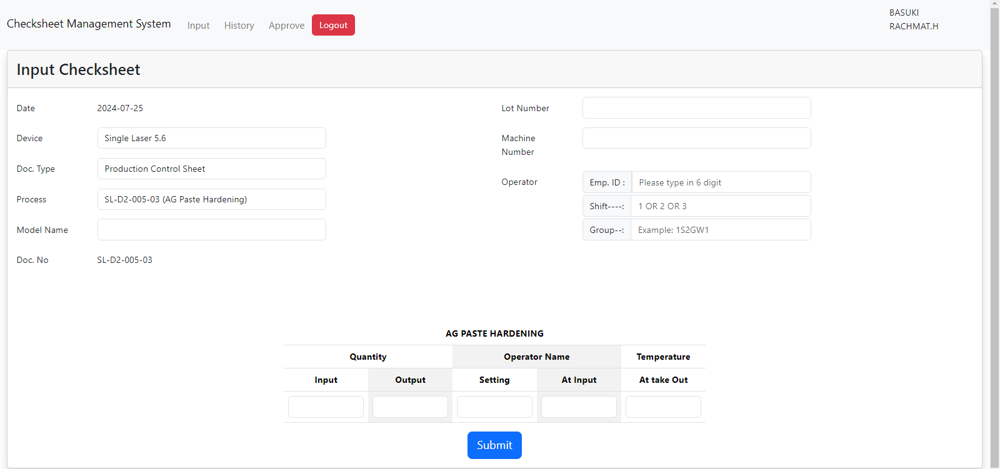 Checksheet Management System Input History Approve Logout
BASUKI
RACHMAT.H
Input Checksheet
Date 2024-07-25
Device Single Laser 5.6
Doc. Type Production Control Sheet
Process SL-D2-005-03 (AG Paste Hardening)
Model Name
Doc. No SL-D2-005-03
Lot Number
Machine
Number
Operator Emp. ID : Please type in 6 digit
Shift----: 1 OR 2 OR 3
Group--: Example: 1S2GW1
AG PASTE HARDENING
Quantity Operator Name Temperature
Input Output Setting At Input At take Out
Submit